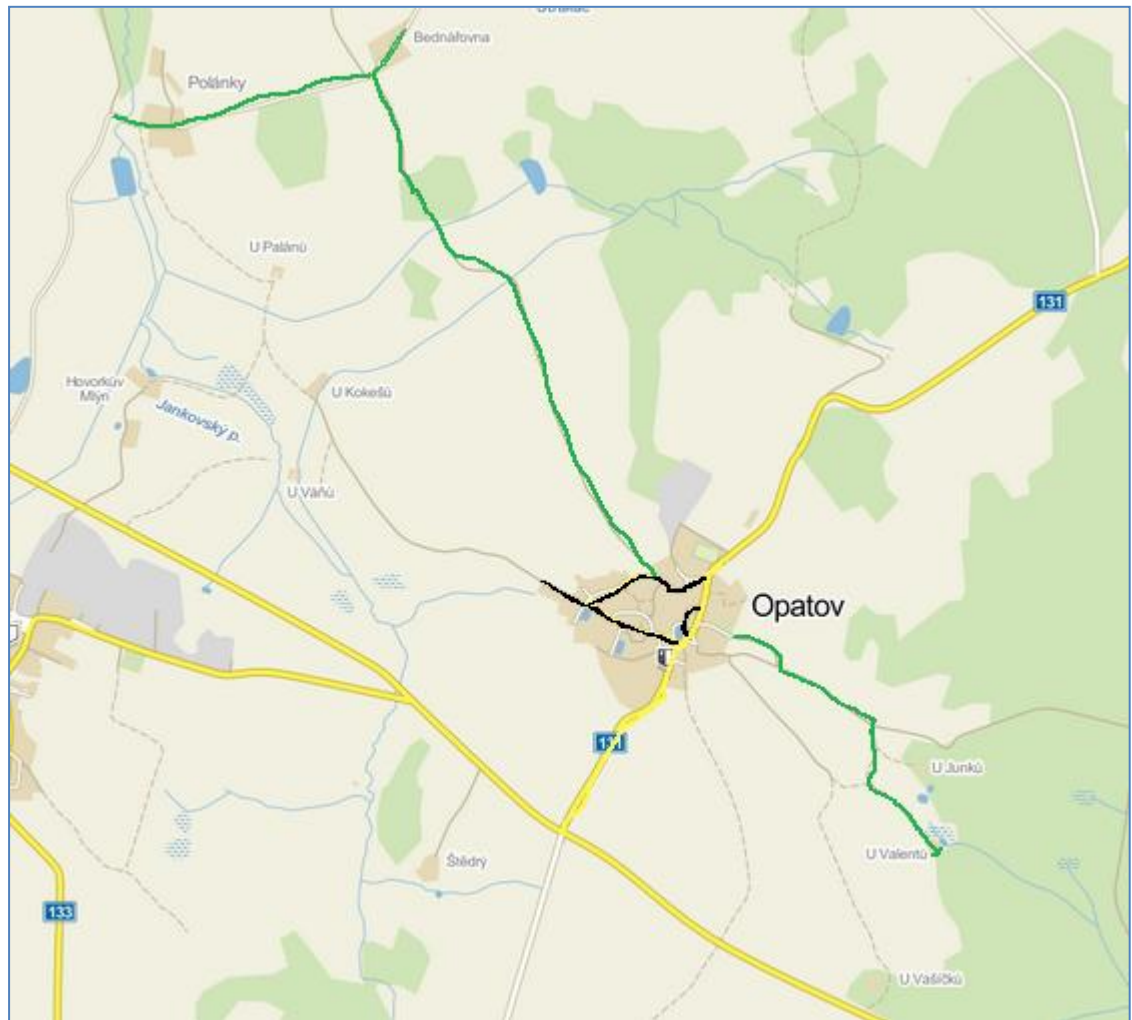 Bednářovna
Polánky
U Palánů
131
Hovorkův
Mlýn
U Kokešů
Jankovský p.
U Váňů
Opatov
131
U Junků
U Valentů
Štědrý
133
U Vašíčků